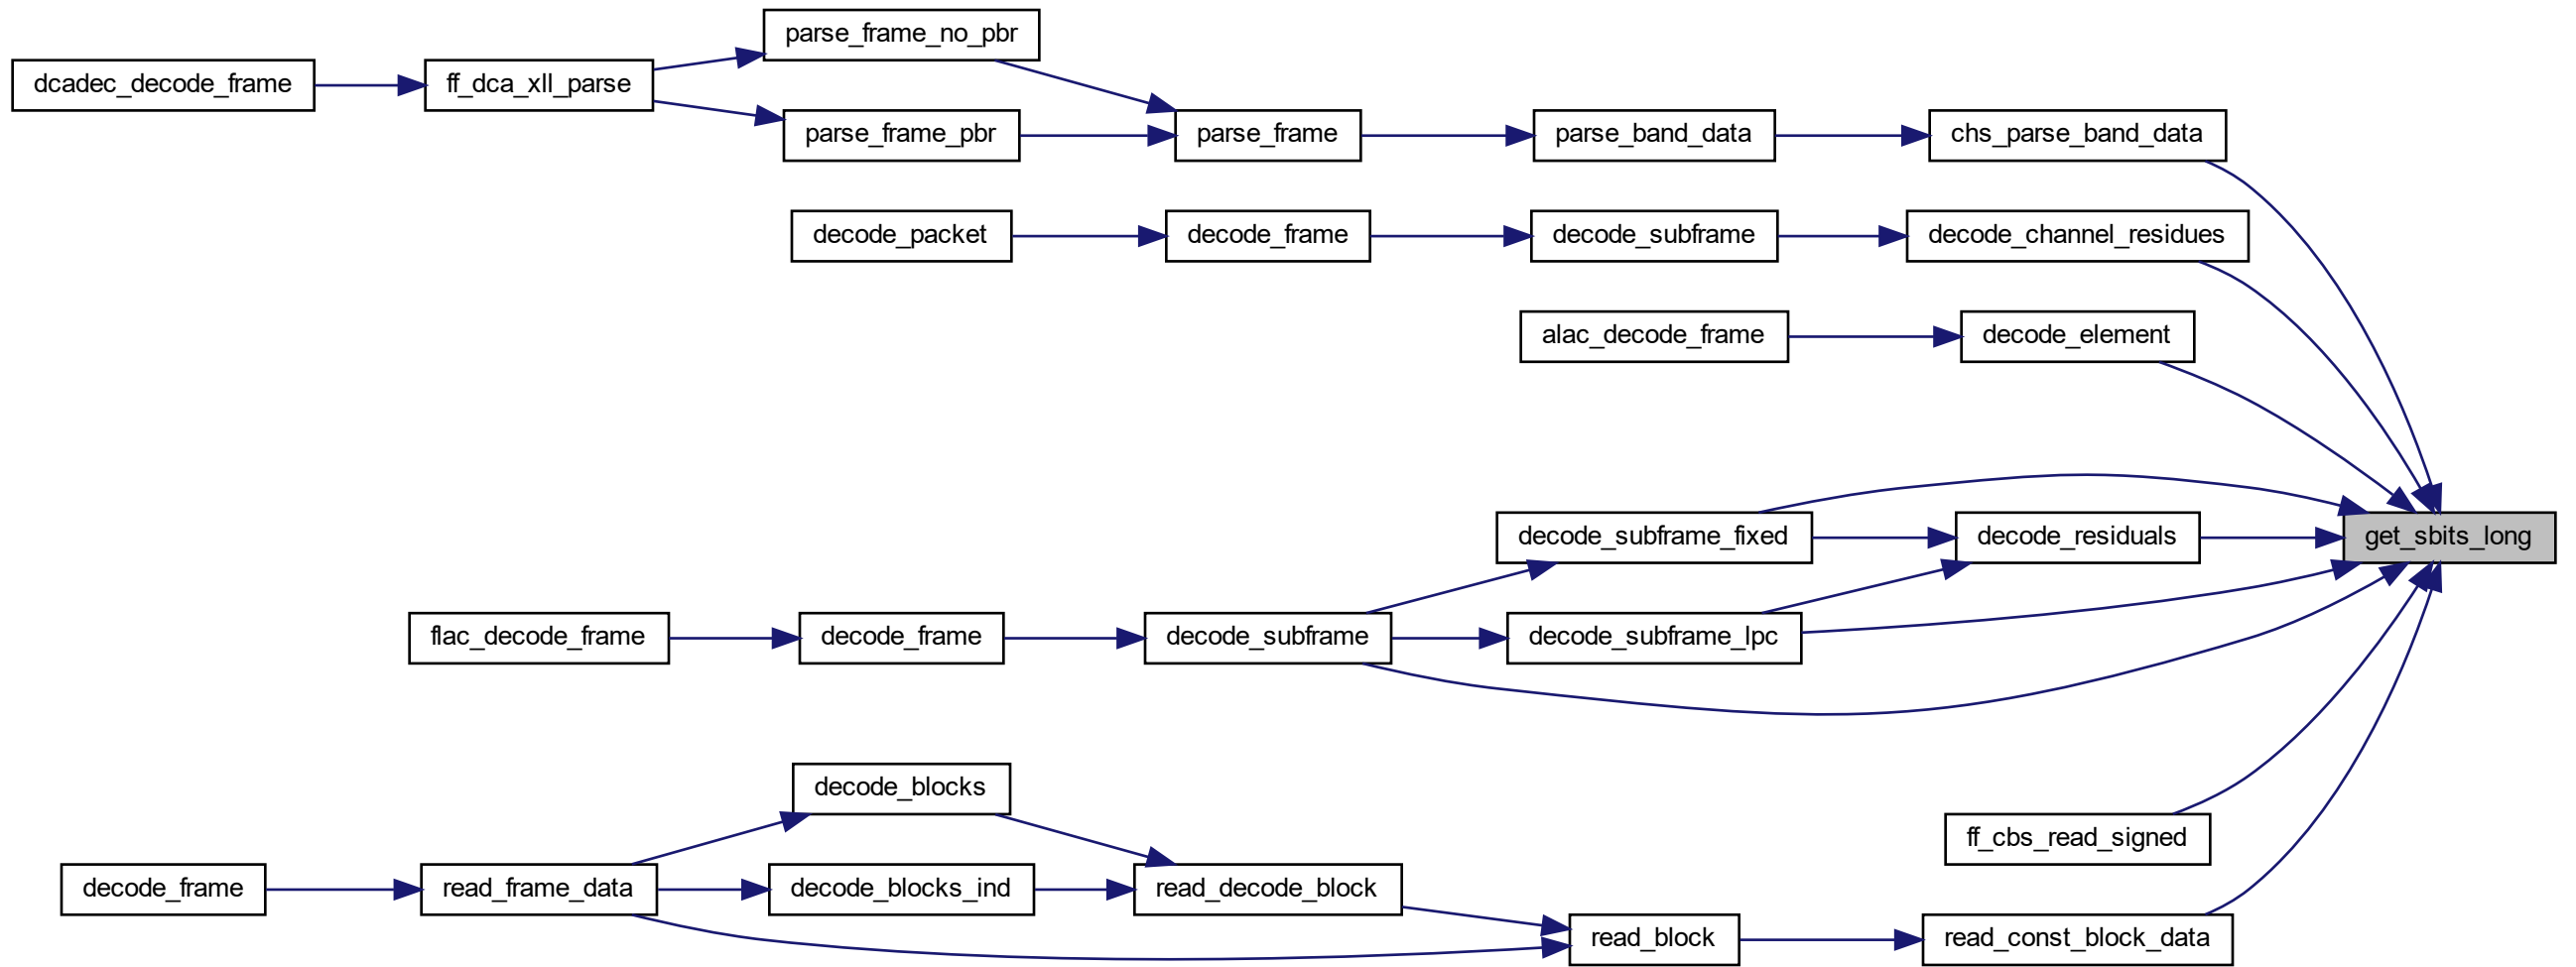 parse_frame_no_pbr
dcadec_decode_frame
ff_dca_xll_parse
parse_frame_pbr
parse_frame
parse_band_data
chs_parse_band_data
decode_packet
decode_frame
decode_subframe
decode_channel_residues
alac_decode_frame
decode_element
decode_subframe_fixed
decode_residuals
get_sbits_long
flac_decode_frame
decode_frame
decode_subframe
decode_subframe_lpc
decode_blocks
ff_cbs_read_signed
decode_frame
read_frame_data
decode_blocks_ind
read_decode_block
read_block
read_const_block_data